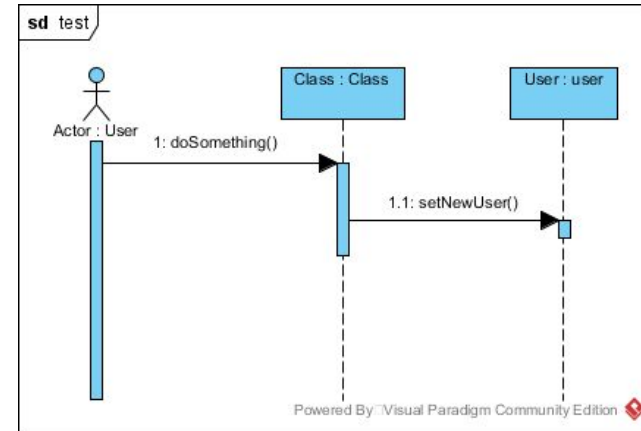 sd test
Class : Class
User : user
Actor : User
1: doSomething()
1.1: setNewUser()
Powered By Visual Paradigm Community Edition